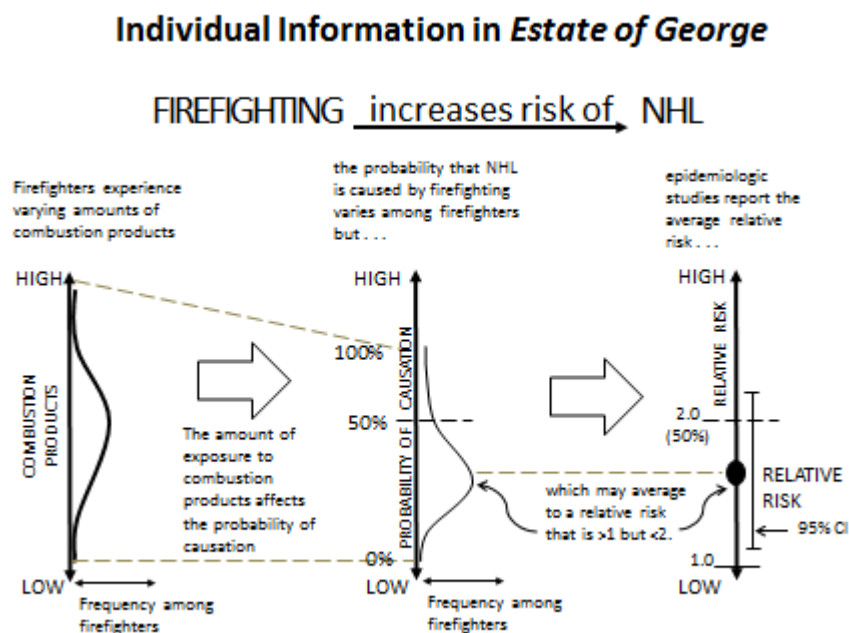 Individual Information in Estate of George
FIREFIGHTING increases risk of NHL
Firefighters experience
varying amounts of
combustion products
the probability that NHL
is caused by firefighting
varies among firefighters
but . . .
epidemiologic
studies report the
average relative
risk . . .
HIGH
COMBUSTION
PRODUCTS
LOW
Frequency among
firefighters
The amount of
exposure to
combustion
products affects
the probability of
causation
HIGH
100%
50%
0%
PROBABILITY OF CAUSATION
LOW
Frequency among
firefighters
which may average
to a relative risk
that is >1 but <2.
HIGH
RELATIVE RISK
2.0
(50%)
RELATIVE
RISK
95% CI
1.0
LOW